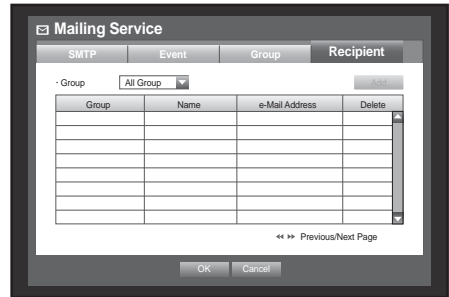 Mailing Service
SMTP Event Group Recipient
· Group All Group Add
Group Name e-Mail Address Delete
Previous/Next Page
OK Cancel